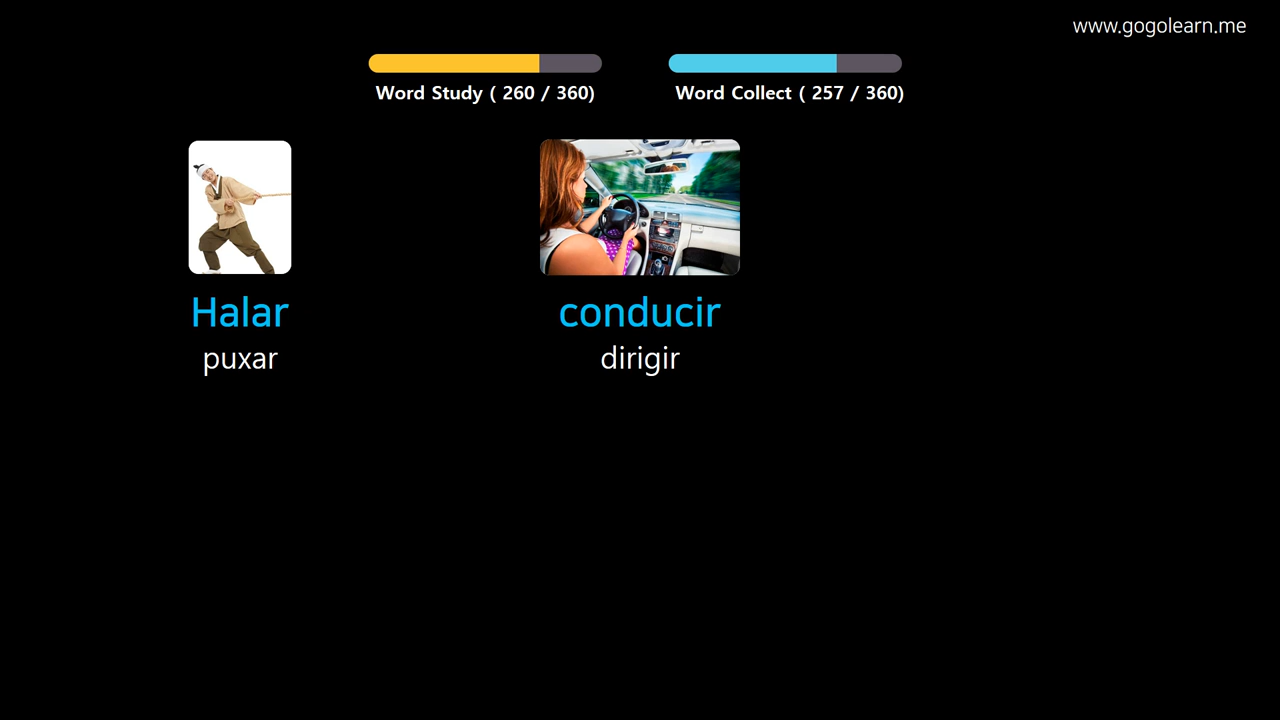 www.gogolearn.me
Word Study ( 260 / 360)
Word Collect ( 257 / 360)
Halar
puxar
conducir
dirigir